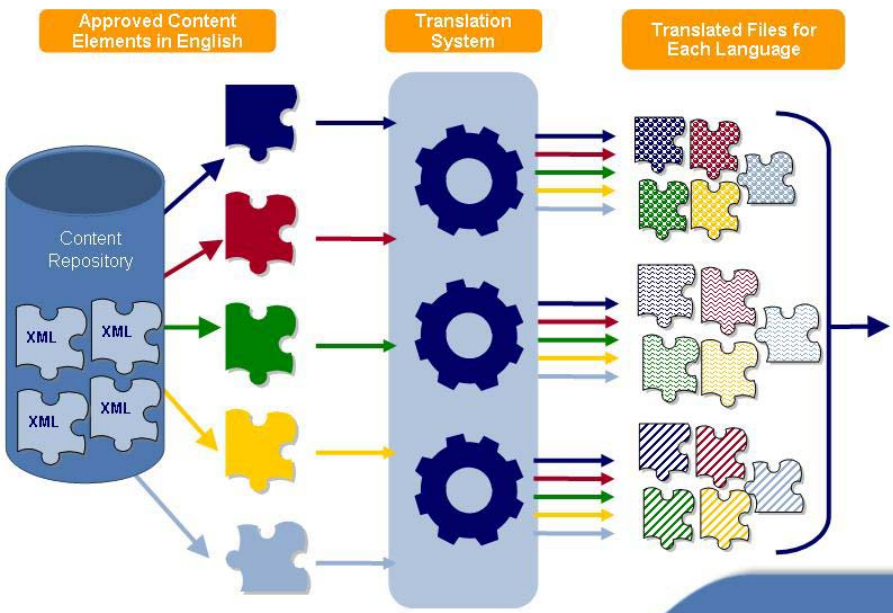 Approved Content
Elements in English
Translation
System
Translated Files for
Each Language
Content
Repository
XML
XML
XML
XML